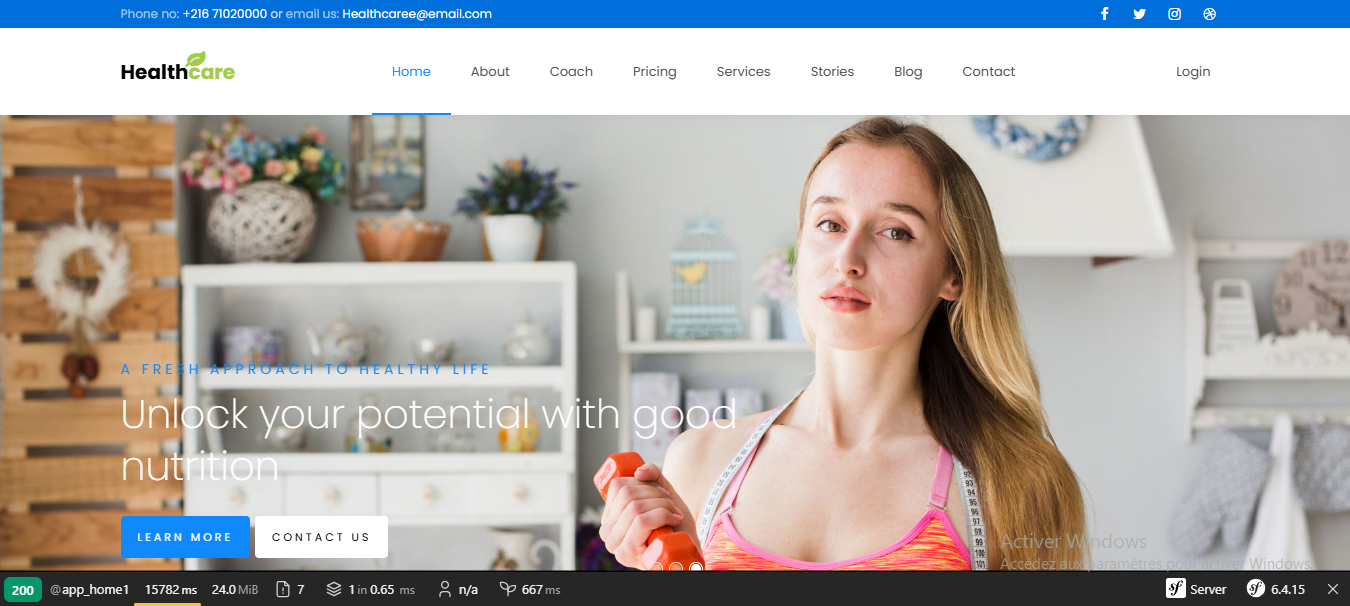 Phone no: +216 71020000 or email us: Healthcaree@email.com
Healthcare
Home About Coach Pricing Services Stories Blog Contact Login
A FRESH APPROACH TO HEALTHY LIFE
Unlock your potential with good
nutrition
LEARN MORE CONTACT US
Activer Windows
Accédez aux paramètres pour activer Windows
200 @app_home1 15782 ms 24.0 MiB 7 1 in 0.65 ms n/a 667 ms Server 6.4.15